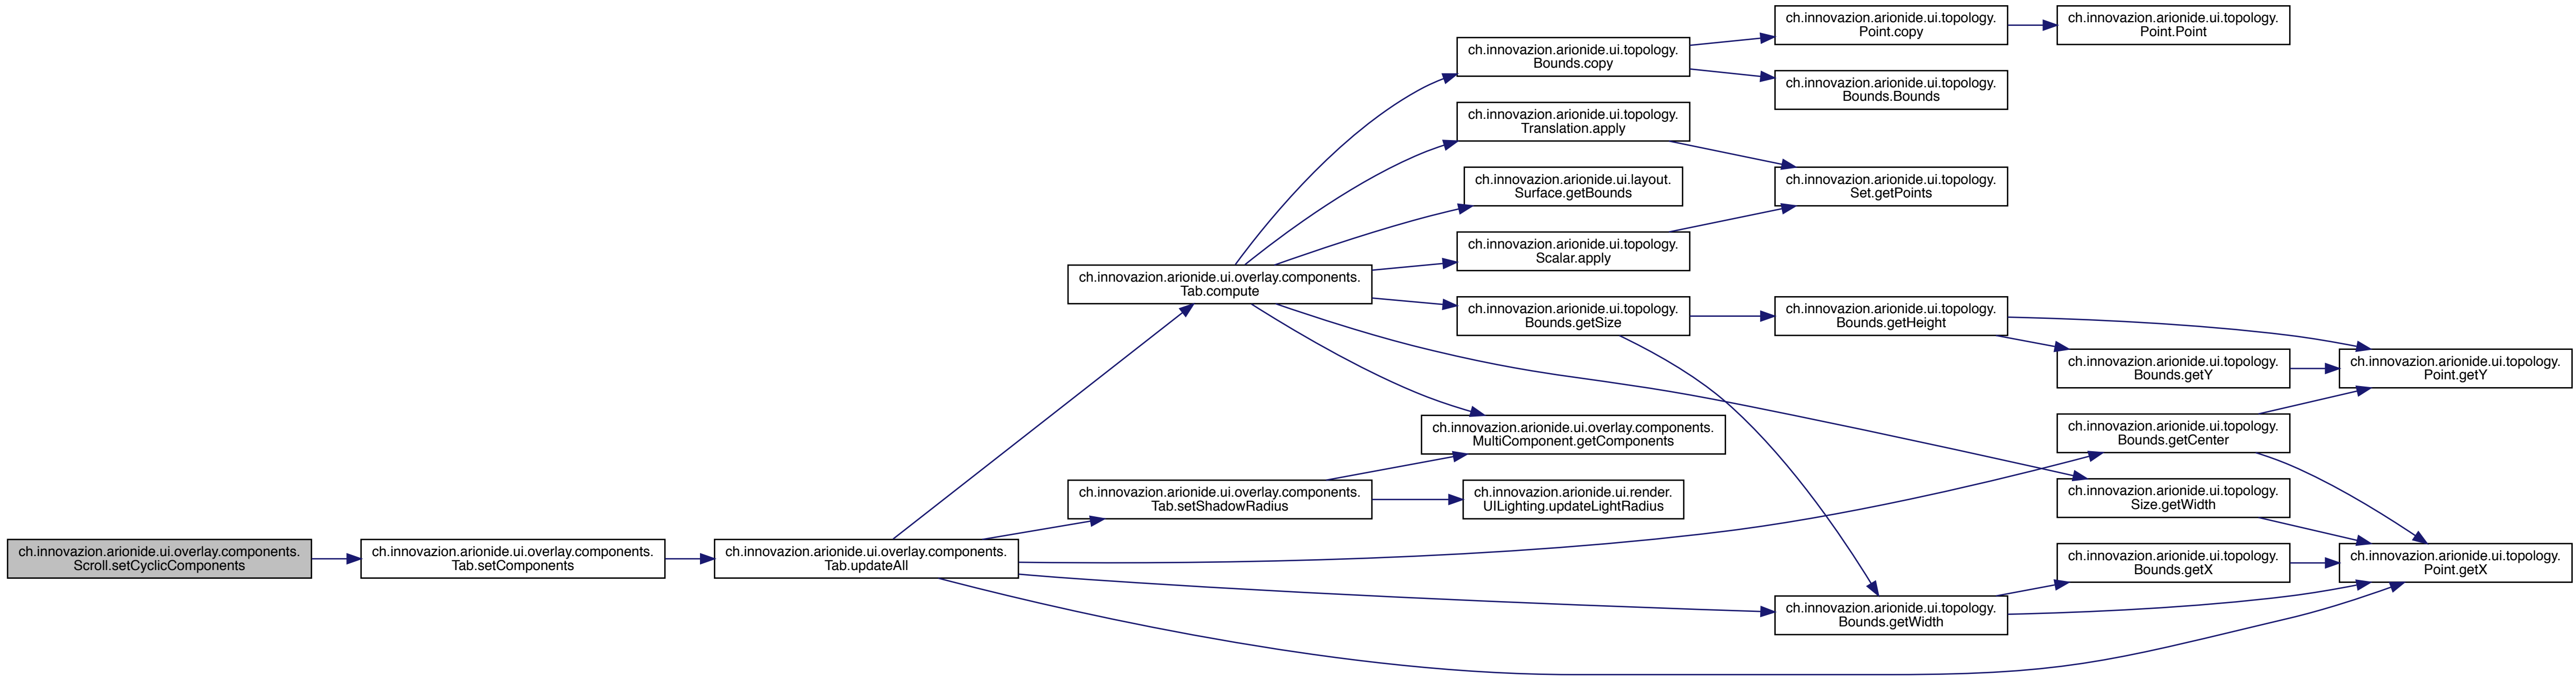 ch.innovazion.arionide.ui.overlay.components.
Scroll.setCyclicComponents
ch.innovazion.arionide.ui.overlay.components.
Tab.setComponents
ch.innovazion.arionide.ui.overlay.components.
Tab.updateAll
ch.innovazion.arionide.ui.overlay.components.
Tab.compute
ch.innovazion.arionide.ui.overlay.components.
Tab.setShadowRadius
ch.innovazion.arionide.ui.topology.
Bounds.copy
ch.innovazion.arionide.ui.topology.
Translation.apply
ch.innovazion.arionide.ui.layout.
Surface.getBounds
ch.innovazion.arionide.ui.topology.
Scalar.apply
ch.innovazion.arionide.ui.topology.
Bounds.getSize
ch.innovazion.arionide.ui.overlay.components.
MultiComponent.getComponents
ch.innovazion.arionide.ui.render.
UILighting.updateLightRadius
ch.innovazion.arionide.ui.topology.
Point.copy
ch.innovazion.arionide.ui.topology.
Bounds.Bounds
ch.innovazion.arionide.ui.topology.
Set.getPoints
ch.innovazion.arionide.ui.topology.
Bounds.getHeight
ch.innovazion.arionide.ui.topology.
Bounds.getWidth
ch.innovazion.arionide.ui.topology.
Point.Point
ch.innovazion.arionide.ui.topology.
Bounds.getY
ch.innovazion.arionide.ui.topology.
Bounds.getCenter
ch.innovazion.arionide.ui.topology.
Size.getWidth
ch.innovazion.arionide.ui.topology.
Bounds.getX
ch.innovazion.arionide.ui.topology.
Point.getY
ch.innovazion.arionide.ui.topology.
Point.getX